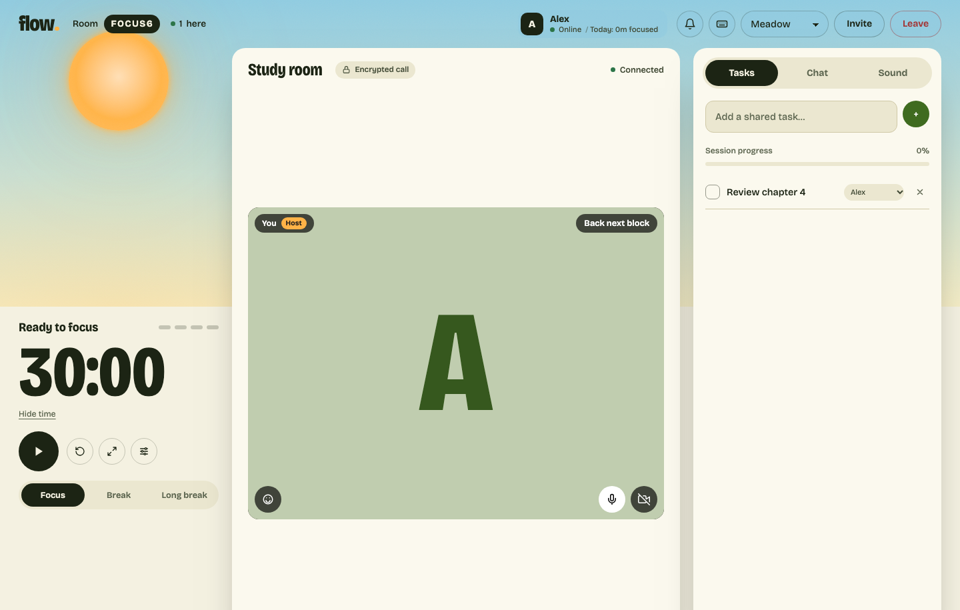 flow.
Room FOCUS6 1 here
A Alex
Online / Today: 0m focused
Meadow Invite Leave
Study room Encrypted call Connected
Tasks Chat Sound
Add a shared task... +
Session progress 0%
Review chapter 4 Alex ×
You Host Back next block
A
Ready to focus
30:00
Hide time
Focus Break Long break